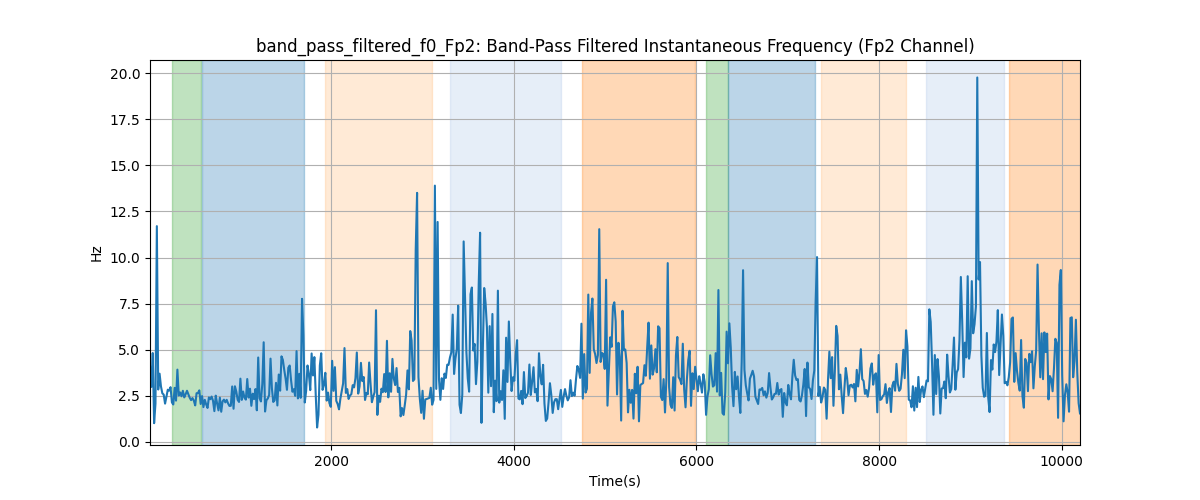 band_pass_filtered_f0_Fp2: Band-Pass Filtered Instantaneous Frequency (Fp2 Channel)
20.0
17.5
15.0
12.5
10.0
7.5
5.0
2.5
0.0
Hz
2000 4000 6000 8000 10000
Time(s)